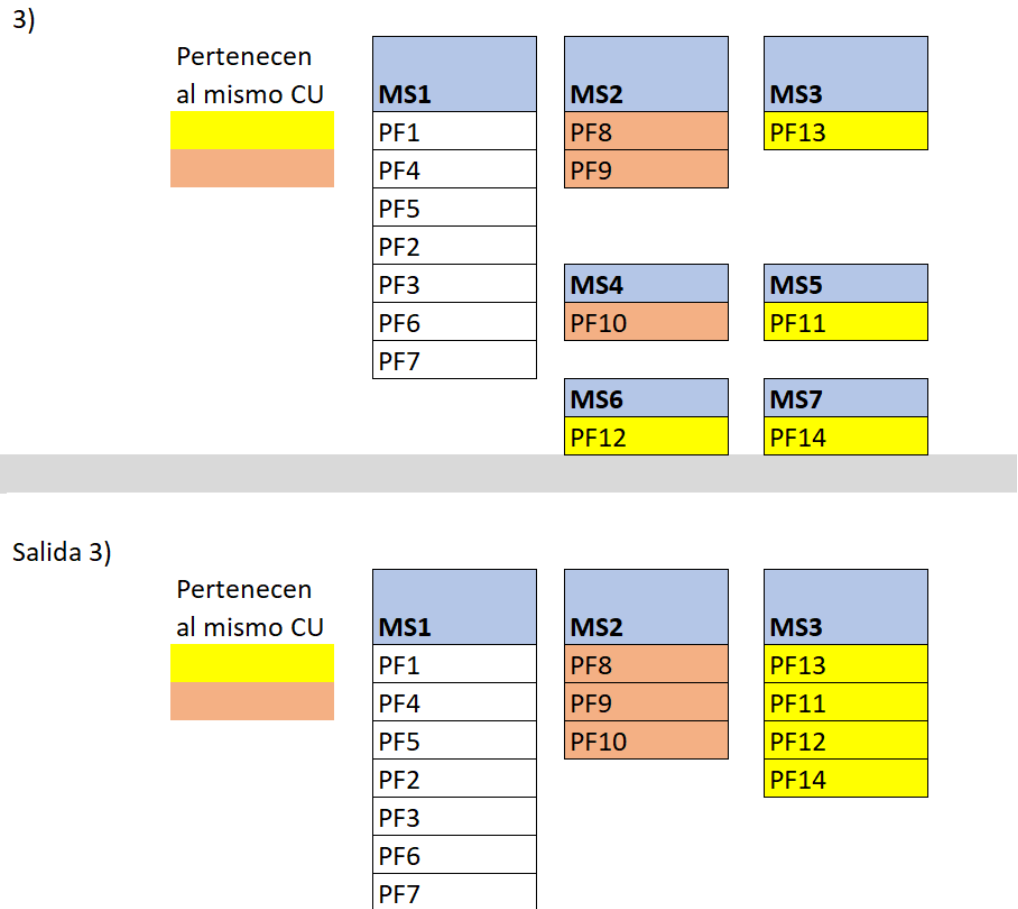 3)
Pertenecen
al mismo CU
MS1 MS2 MS3
PF1 PF8 PF13
PF4 PF9
PF5
PF2
PF3 MS4 MS5
PF6 PF10 PF11
PF7
MS6 MS7
PF12 PF14
Salida 3)
Pertenecen
al mismo CU
MS1 MS2 MS3
PF1 PF8 PF13
PF4 PF9 PF11
PF5 PF10 PF12
PF2 PF14
PF3
PF6
PF7